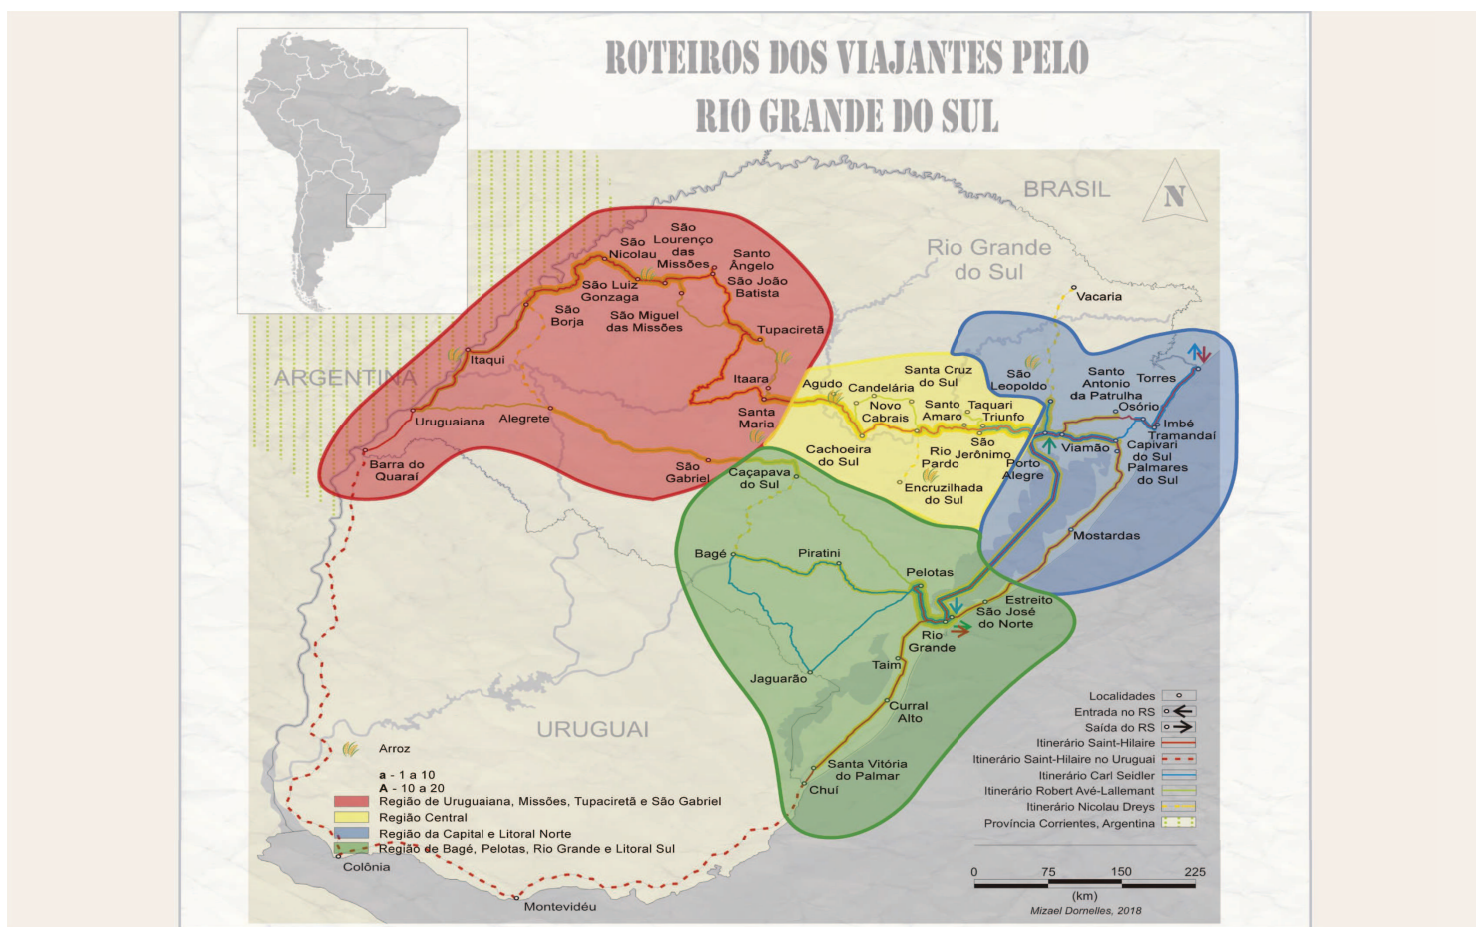 ROTEIROS DOS VIAJANTES PELO
RIO GRANDE DO SUL
BRASIL
N
Rio Grande
do Sul
Vacaria
ARGENTINA
São
Nicolau
São
Lourenço
das
Missões
Santo
Ângelo
São João
Batista
São Luiz
Gonzaga
São
Borja
São Miguel
das Missões
Tupaciretã
Itaqui
Itaara
Santa
Maria
Uruguaiana
Alegrete
Barra do
Quaraí
São
Gabriel
Agudo
Candelária
Santa Cruz
do Sul
Novo
Cabrais
Santo
Amaro
Taquari
Triunfo
Cachoeira
do Sul
Rio
Pardo
São
Jerônimo
Encruzilhada
do Sul
Porto
Alegre
São
Leopoldo
Santo
Antonio
da Patrulha
Torres
Osório
Imbé
Tramandaí
Viamão
Capivari
do Sul
Palmares
do Sul
Mostardas
Caçapava
do Sul
Bagé
Piratini
Pelotas
Estreito
São José
do Norte
Rio
Grande
Taim
Jaguarão
Curral
Alto
Santa Vitória
do Palmar
Chuí
URUGUAI
Colônia
Montevidéu
Arroz
a - 1 a 10
A - 10 a 20
Região de Uruguaiana, Missões, Tupaciretã e São Gabriel
Região Central
Região da Capital e Litoral Norte
Região de Bagé, Pelotas, Rio Grande e Litoral Sul
Localidades
Entrada no RS
Saída do RS
Itinerário Saint-Hilaire
Itinerário Saint-Hilaire no Uruguai
Itinerário Carl Seidler
Itinerário Robert Avé-Lallemant
Itinerário Nicolau Dreys
Província Corrientes, Argentina
0 75 150 225
(km)
Mizael Dornelles, 2018